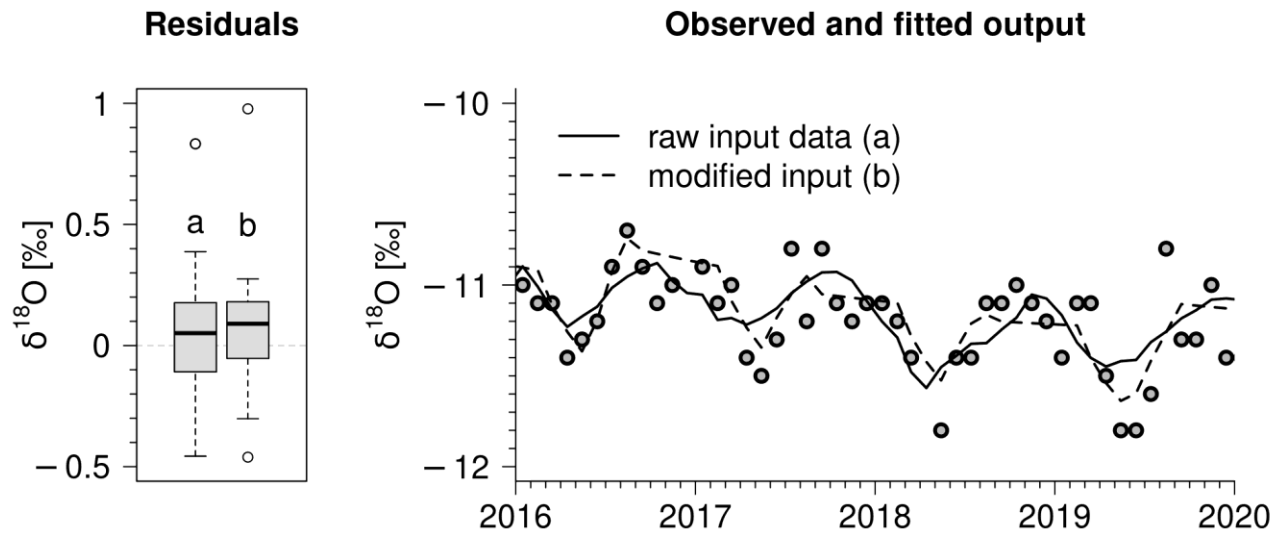 Residuals
δ¹⁸O [‰]
1
0.5
0
−0.5
a
b
Observed and fitted output
δ¹⁸O [‰]
−10
−11
−12
raw input data (a)
modified input (b)
2016 2017 2018 2019 2020